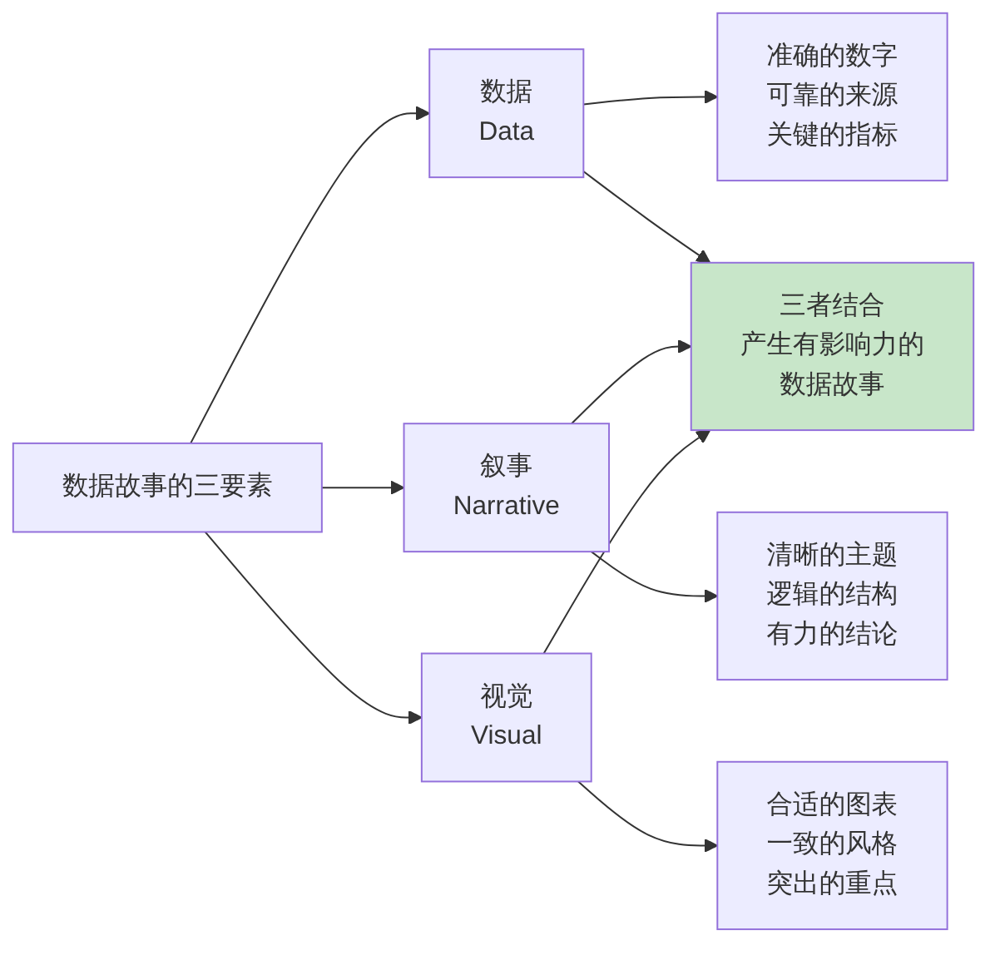 数据故事的三要素
数据
Data
叙事
Narrative
视觉
Visual
准确的数字
可靠的来源
关键的指标
三者结合
产生有影响力的
数据故事
清晰的主题
逻辑的结构
有力的结论
合适的图表
一致的风格
突出的重点